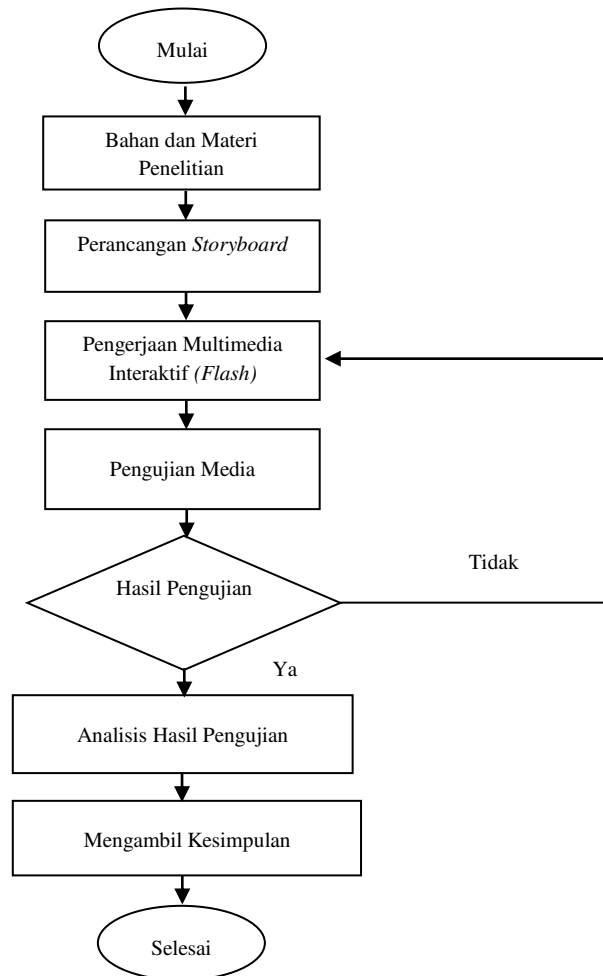 Mulai
Bahan dan Materi
Penelitian
Perancangan Storyboard
Pengerjaan Multimedia
Interaktif (Flash)
Pengujian Media
Hasil Pengujian
Tidak
Ya
Analisis Hasil Pengujian
Mengambil Kesimpulan
Selesai